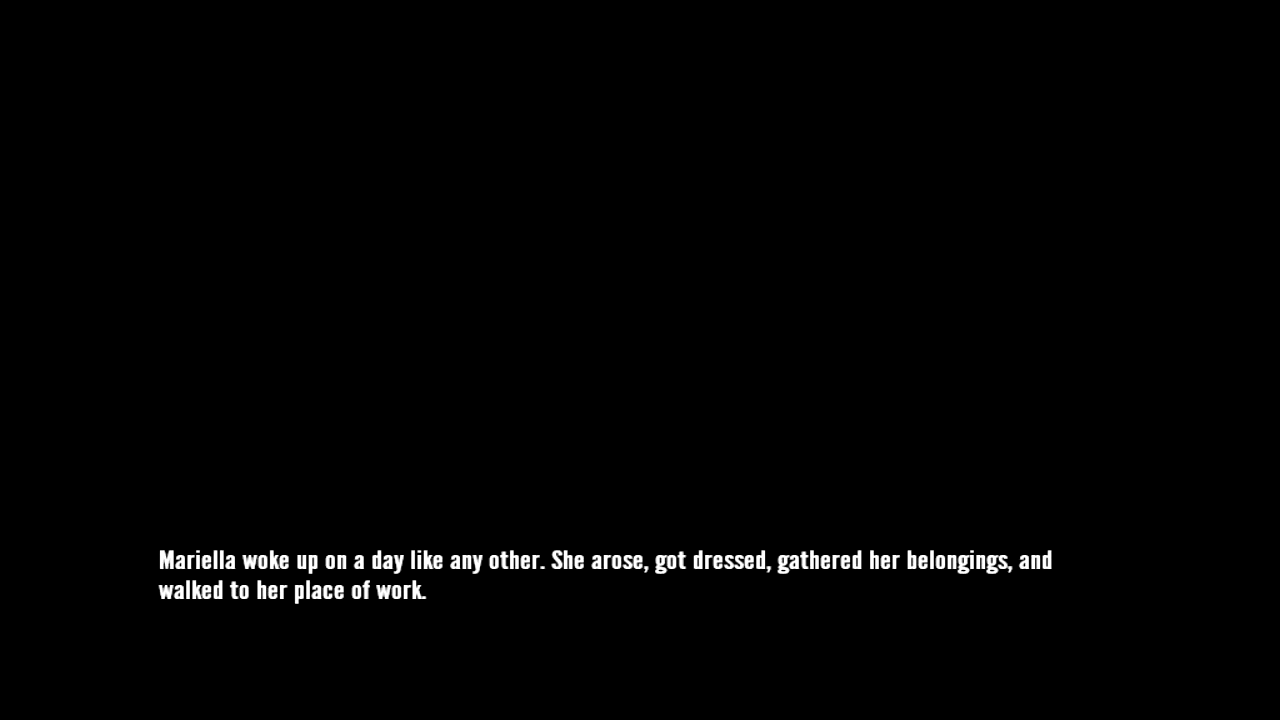 Mariella woke up on a day like any other. She arose, got dressed, gathered her belongings, and
walked to her place of work.